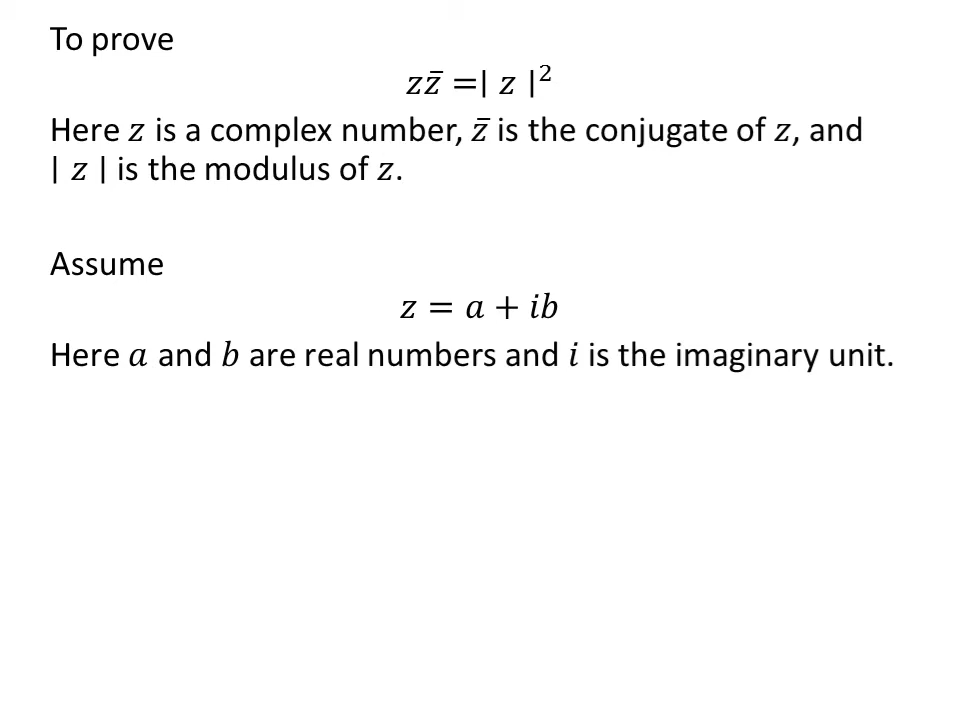 To prove
𝑧𝑧̄ =| 𝑧 |²
Here 𝑧 is a complex number, 𝑧̄ is the conjugate of 𝑧, and
| 𝑧 | is the modulus of 𝑧.
Assume
𝑧 = 𝑎 + 𝑖𝑏
Here 𝑎 and 𝑏 are real numbers and 𝑖 is the imaginary unit.